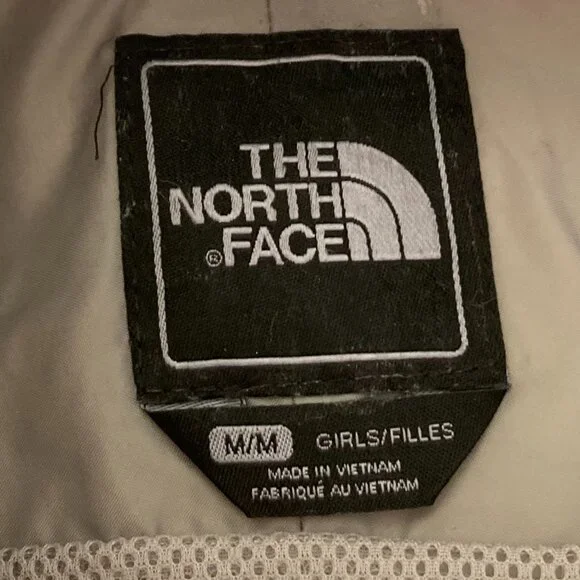 THE
NORTH
®FACE
M/M GIRLS/FILLES
MADE IN VIETNAM
FABRIQUÉ AU VIETNAM